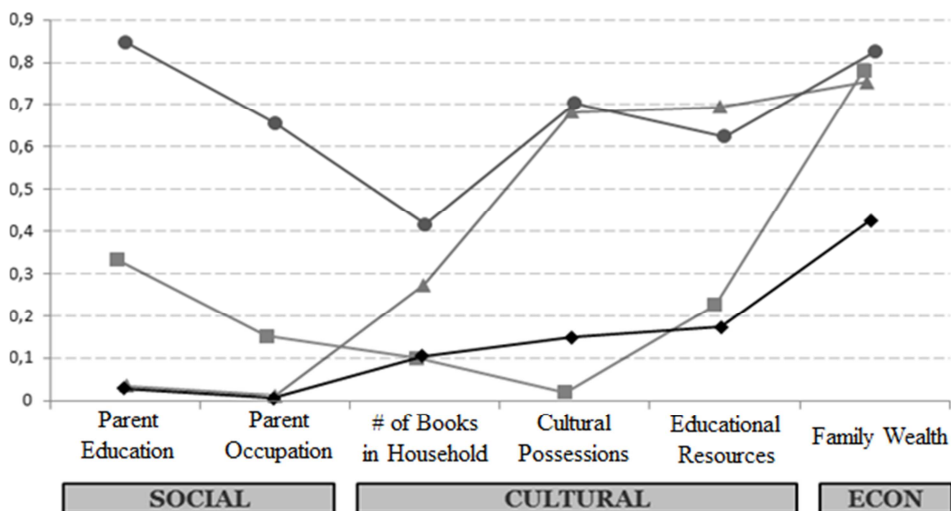 0,9
0,8
0,7
0,6
0,5
0,4
0,3
0,2
0,1
0
Parent
Education
Parent
Occupation
# of Books
in Household
Cultural
Possessions
Educational
Resources
Family Wealth
SOCIAL
CULTURAL
ECON